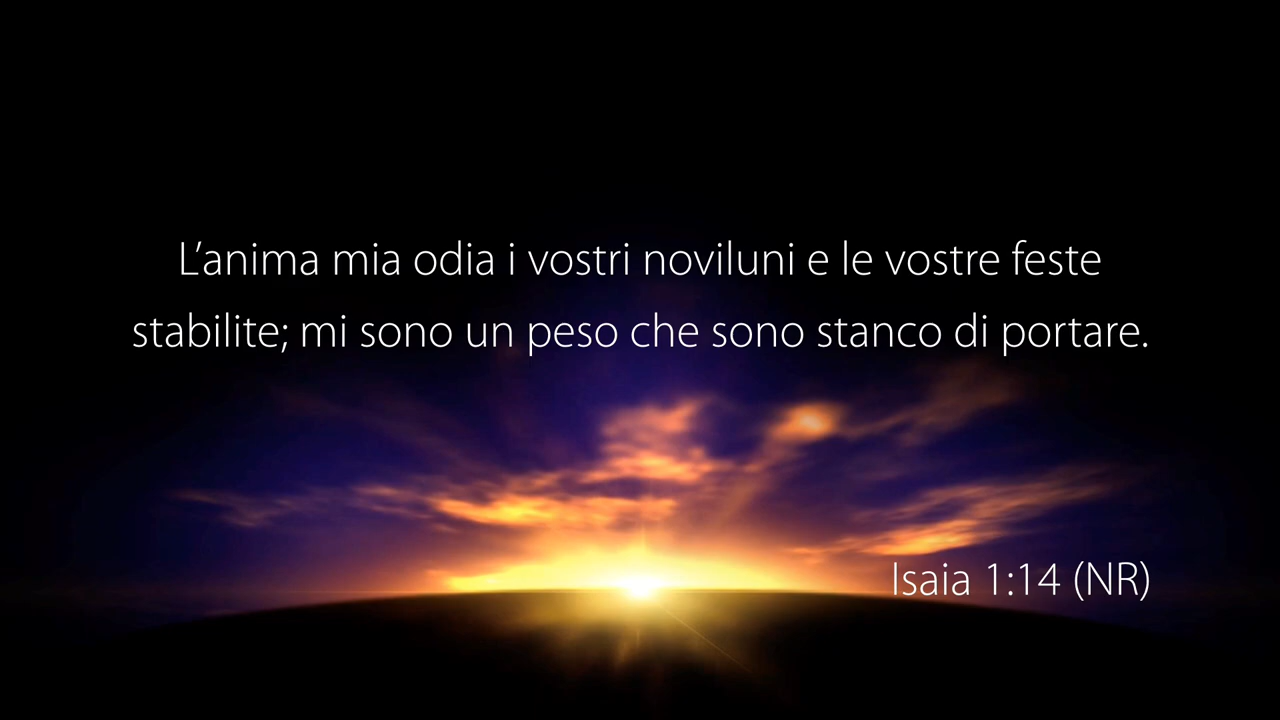 L’anima mia odia i vostri noviluni e le vostre feste
stabilite; mi sono un peso che sono stanco di portare.
Isaia 1:14 (NR)